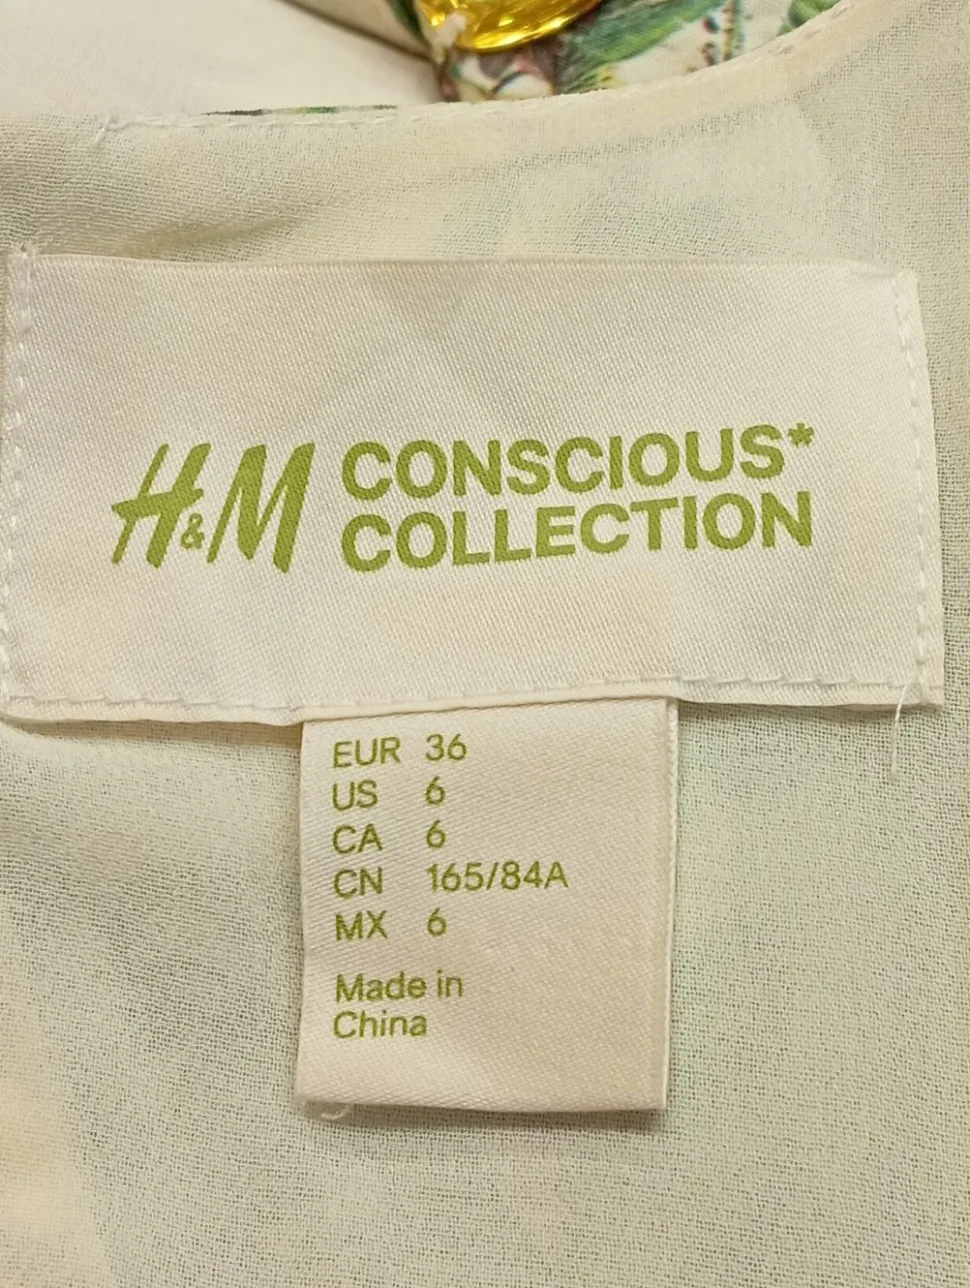 H&M CONSCIOUS*
COLLECTION
EUR 36
US 6
CA 6
CN 165/84A
MX 6
Made in
China